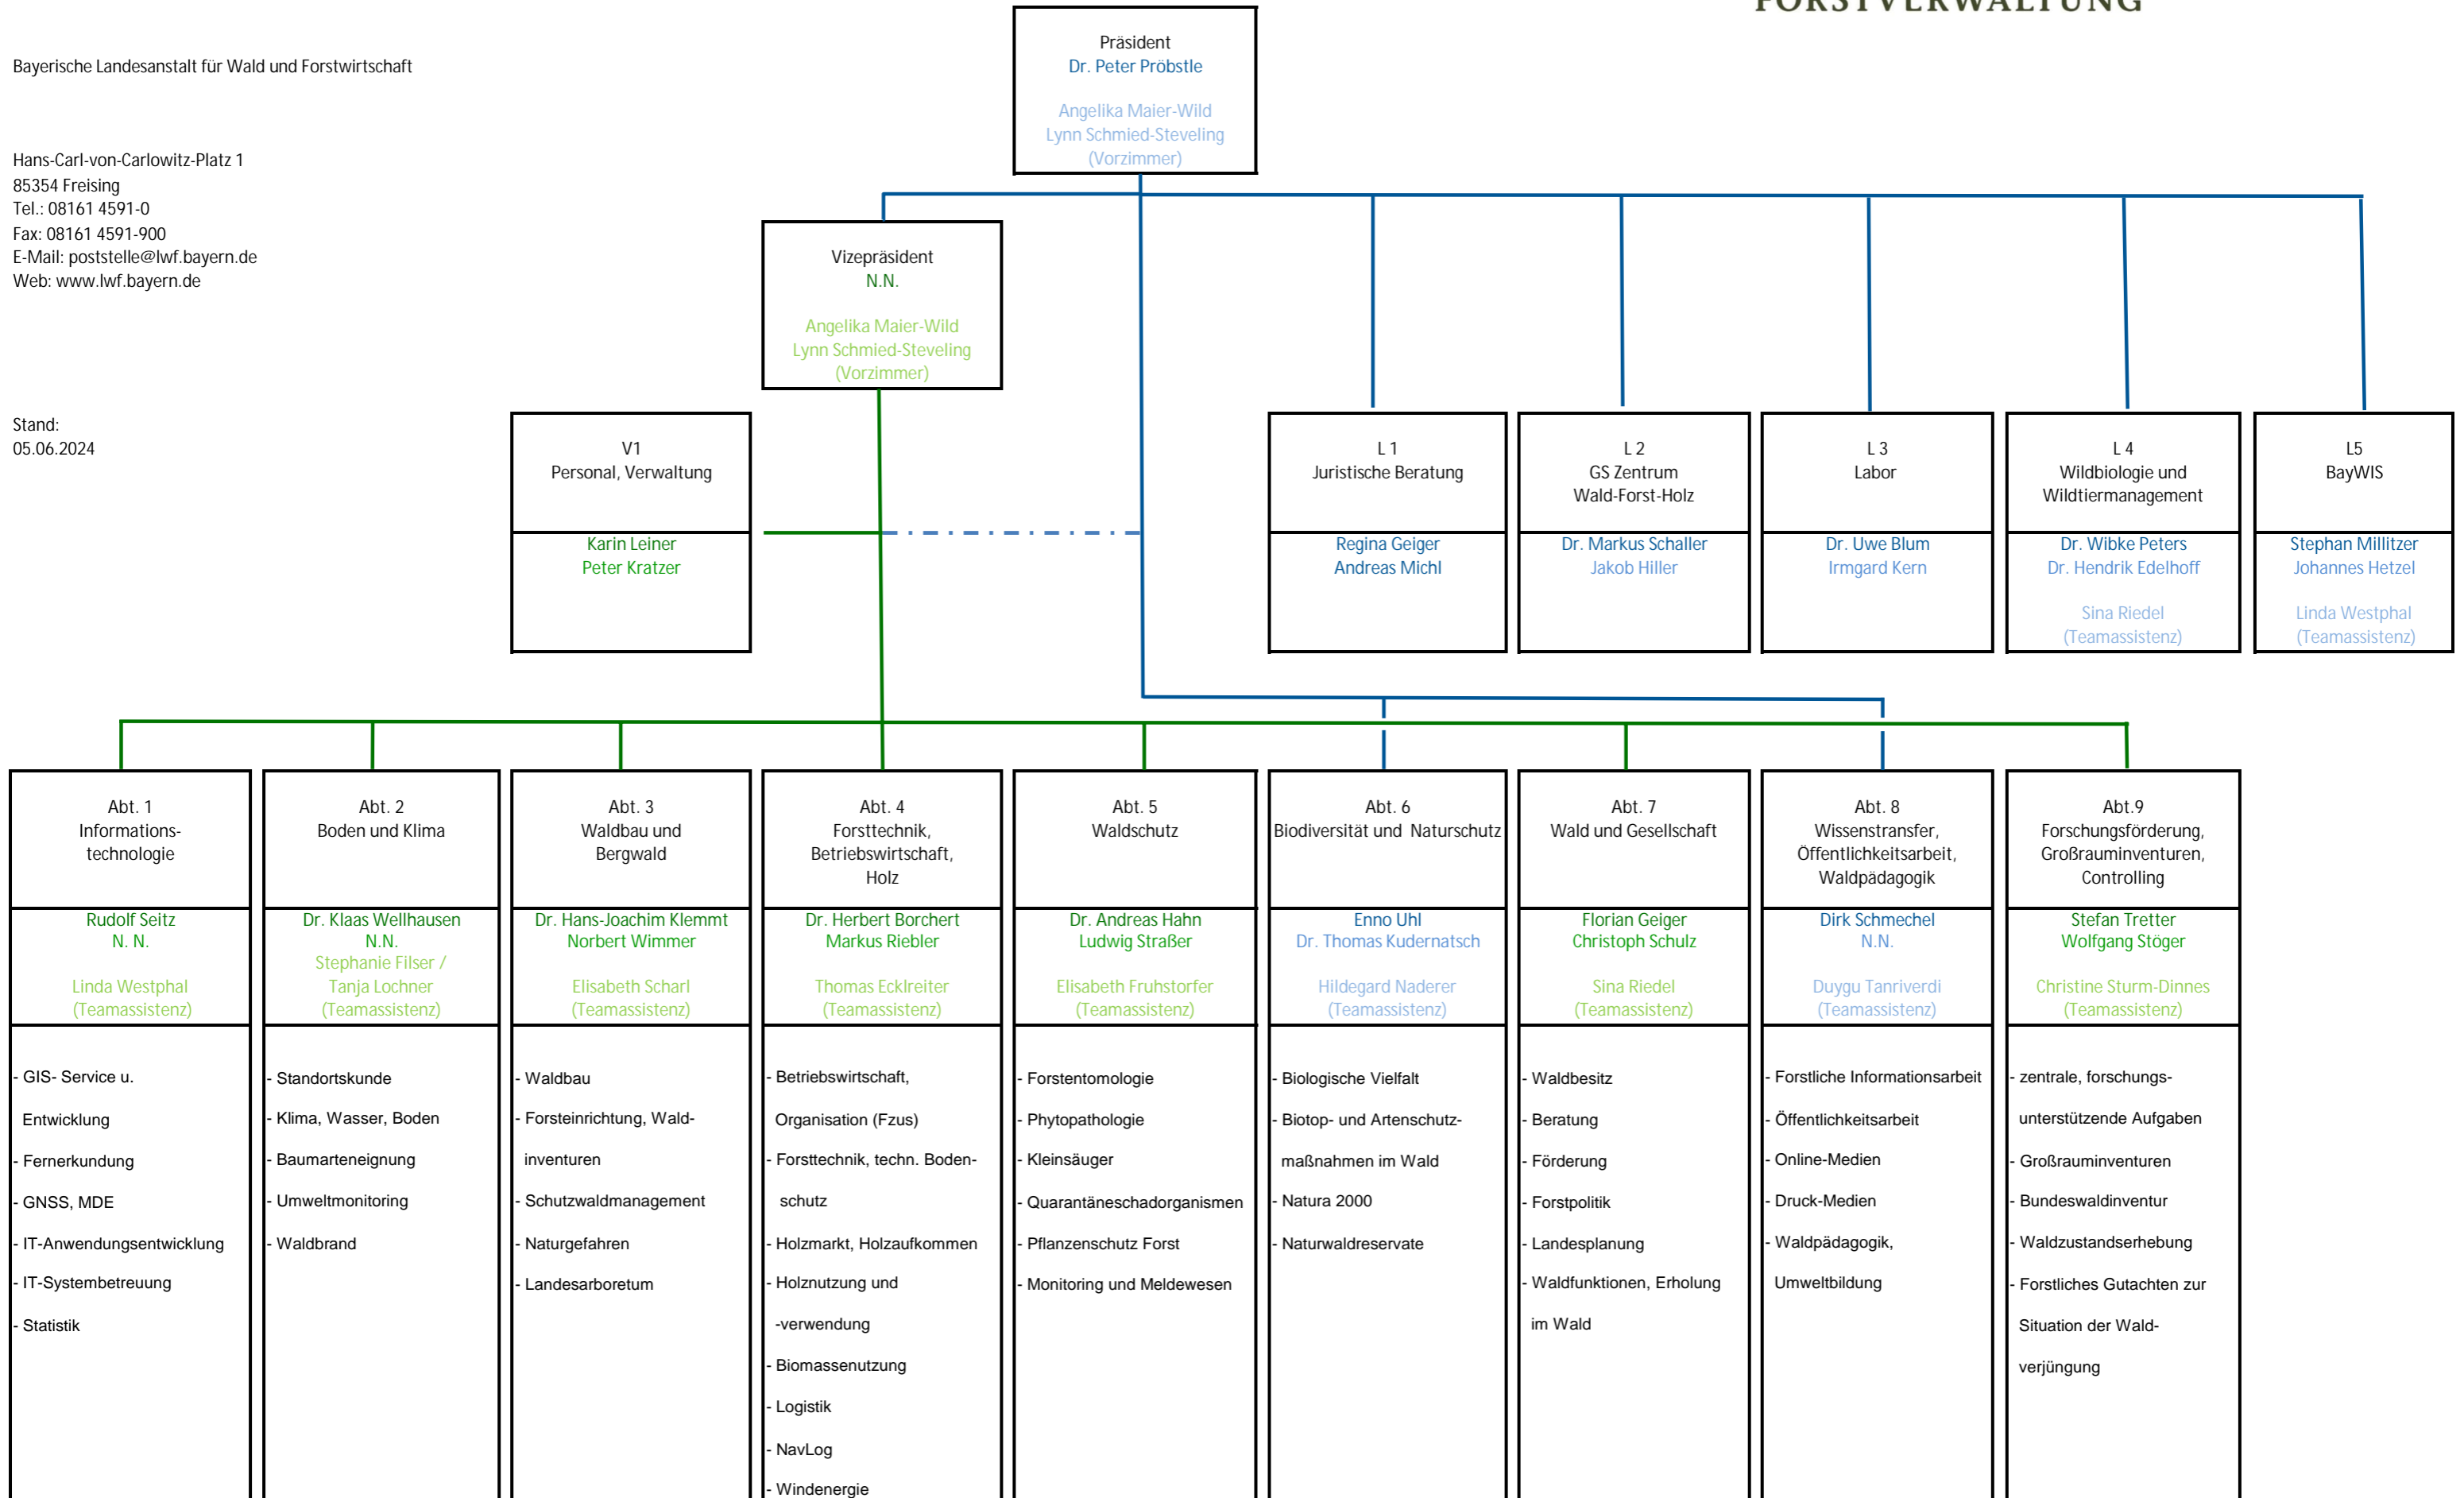 FORSTVERWALTUNG
Bayerische Landesanstalt für Wald und Forstwirtschaft
Hans-Carl-von-Carlowitz-Platz 1
85354 Freising
Tel.: 08161 4591-0
Fax: 08161 4591-900
E-Mail: poststelle@lwf.bayern.de
Web: www.lwf.bayern.de
Stand:
05.06.2024
Präsident
Dr. Peter Pröbstle
Angelika Maier-Wild
Lynn Schmied-Steveling
(Vorzimmer)
Vizepräsident
N.N.
Angelika Maier-Wild
Lynn Schmied-Steveling
(Vorzimmer)
V1
Personal, Verwaltung
Karin Leiner
Peter Kratzer
L 1
Juristische Beratung
Regina Geiger
Andreas Michl
L 2
GS Zentrum
Wald-Forst-Holz
Dr. Markus Schaller
Jakob Hiller
L 3
Labor
Dr. Uwe Blum
Irmgard Kern
L 4
Wildbiologie und
Wildtiermanagement
Dr. Wibke Peters
Dr. Hendrik Edelhoff
Sina Riedel
(Teamassistenz)
L5
BayWIS
Stephan Millitzer
Johannes Hetzel
Linda Westphal
(Teamassistenz)
Abt. 1
Informations-
technologie
Rudolf Seitz
N. N.
Linda Westphal
(Teamassistenz)
- GIS- Service u.
Entwicklung
- Fernerkundung
- GNSS, MDE
- IT-Anwendungsentwicklung
- IT-Systembetreuung
- Statistik
Abt. 2
Boden und Klima
Dr. Klaas Wellhausen
N.N.
Stephanie Filser /
Tanja Lochner
(Teamassistenz)
- Standortskunde
- Klima, Wasser, Boden
- Baumarteneignung
- Umweltmonitoring
- Waldbrand
Abt. 3
Waldbau und
Bergwald
Dr. Hans-Joachim Klemmt
Norbert Wimmer
Elisabeth Scharl
(Teamassistenz)
- Waldbau
- Forsteinrichtung, Wald-
inventuren
- Schutzwaldmanagement
- Naturgefahren
- Landesarboretum
Abt. 4
Forsttechnik,
Betriebswirtschaft,
Holz
Dr. Herbert Borchert
Markus Riebler
Thomas Ecklreiter
(Teamassistenz)
- Betriebswirtschaft,
Organisation (Fzus)
- Forsttechnik, techn. Boden-
schutz
- Holzmarkt, Holzaufkommen
- Holznutzung und
-verwendung
- Biomassenutzung
- Logistik
- NavLog
- Windenergie
Abt. 5
Waldschutz
Dr. Andreas Hahn
Ludwig Straßer
Elisabeth Fruhstorfer
(Teamassistenz)
- Forstentomologie
- Phytopathologie
- Kleinsäuger
- Quarantäneschadorganismen
- Pflanzenschutz Forst
- Monitoring und Meldewesen
Abt. 6
Biodiversität und Naturschutz
Enno Uhl
Dr. Thomas Kudernatsch
Hildegard Naderer
(Teamassistenz)
- Biologische Vielfalt
- Biotop- und Artenschutz-
maßnahmen im Wald
- Natura 2000
- Naturwaldreservate
Abt. 7
Wald und Gesellschaft
Florian Geiger
Christoph Schulz
Sina Riedel
(Teamassistenz)
- Waldbesitz
- Beratung
- Förderung
- Forstpolitik
- Landesplanung
- Waldfunktionen, Erholung
im Wald
Abt. 8
Wissenstransfer,
Öffentlichkeitsarbeit,
Waldpädagogik
Dirk Schmechel
N.N.
Duygu Tanriverdi
(Teamassistenz)
- Forstliche Informationsarbeit
- Öffentlichkeitsarbeit
- Online-Medien
- Druck-Medien
- Waldpädagogik,
Umweltbildung
Abt.9
Forschungsförderung,
Großrauminventuren,
Controlling
Stefan Tretter
Wolfgang Stöger
Christine Sturm-Dinnes
(Teamassistenz)
- zentrale, forschungs-
unterstützende Aufgaben
- Großrauminventuren
- Bundeswaldinventur
- Waldzustandserhebung
- Forstliches Gutachten zur
Situation der Wald-
verjüngung